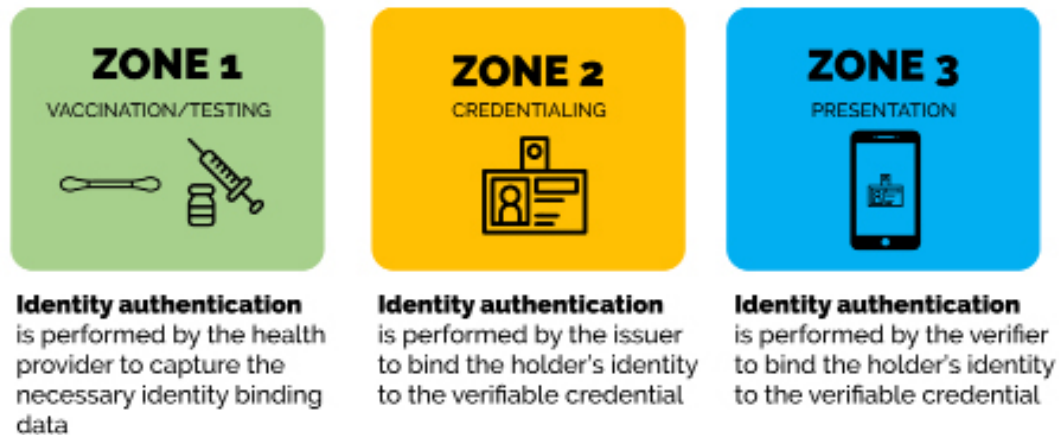 ZONE 1
VACCINATION/TESTING
Identity authentication
is performed by the health
provider to capture the
necessary identity binding
data
ZONE 2
CREDENTIALING
Identity authentication
is performed by the issuer
to bind the holder's identity
to the verifiable credential
ZONE 3
PRESENTATION
Identity authentication
is performed by the verifier
to bind the holder's identity
to the verifiable credential